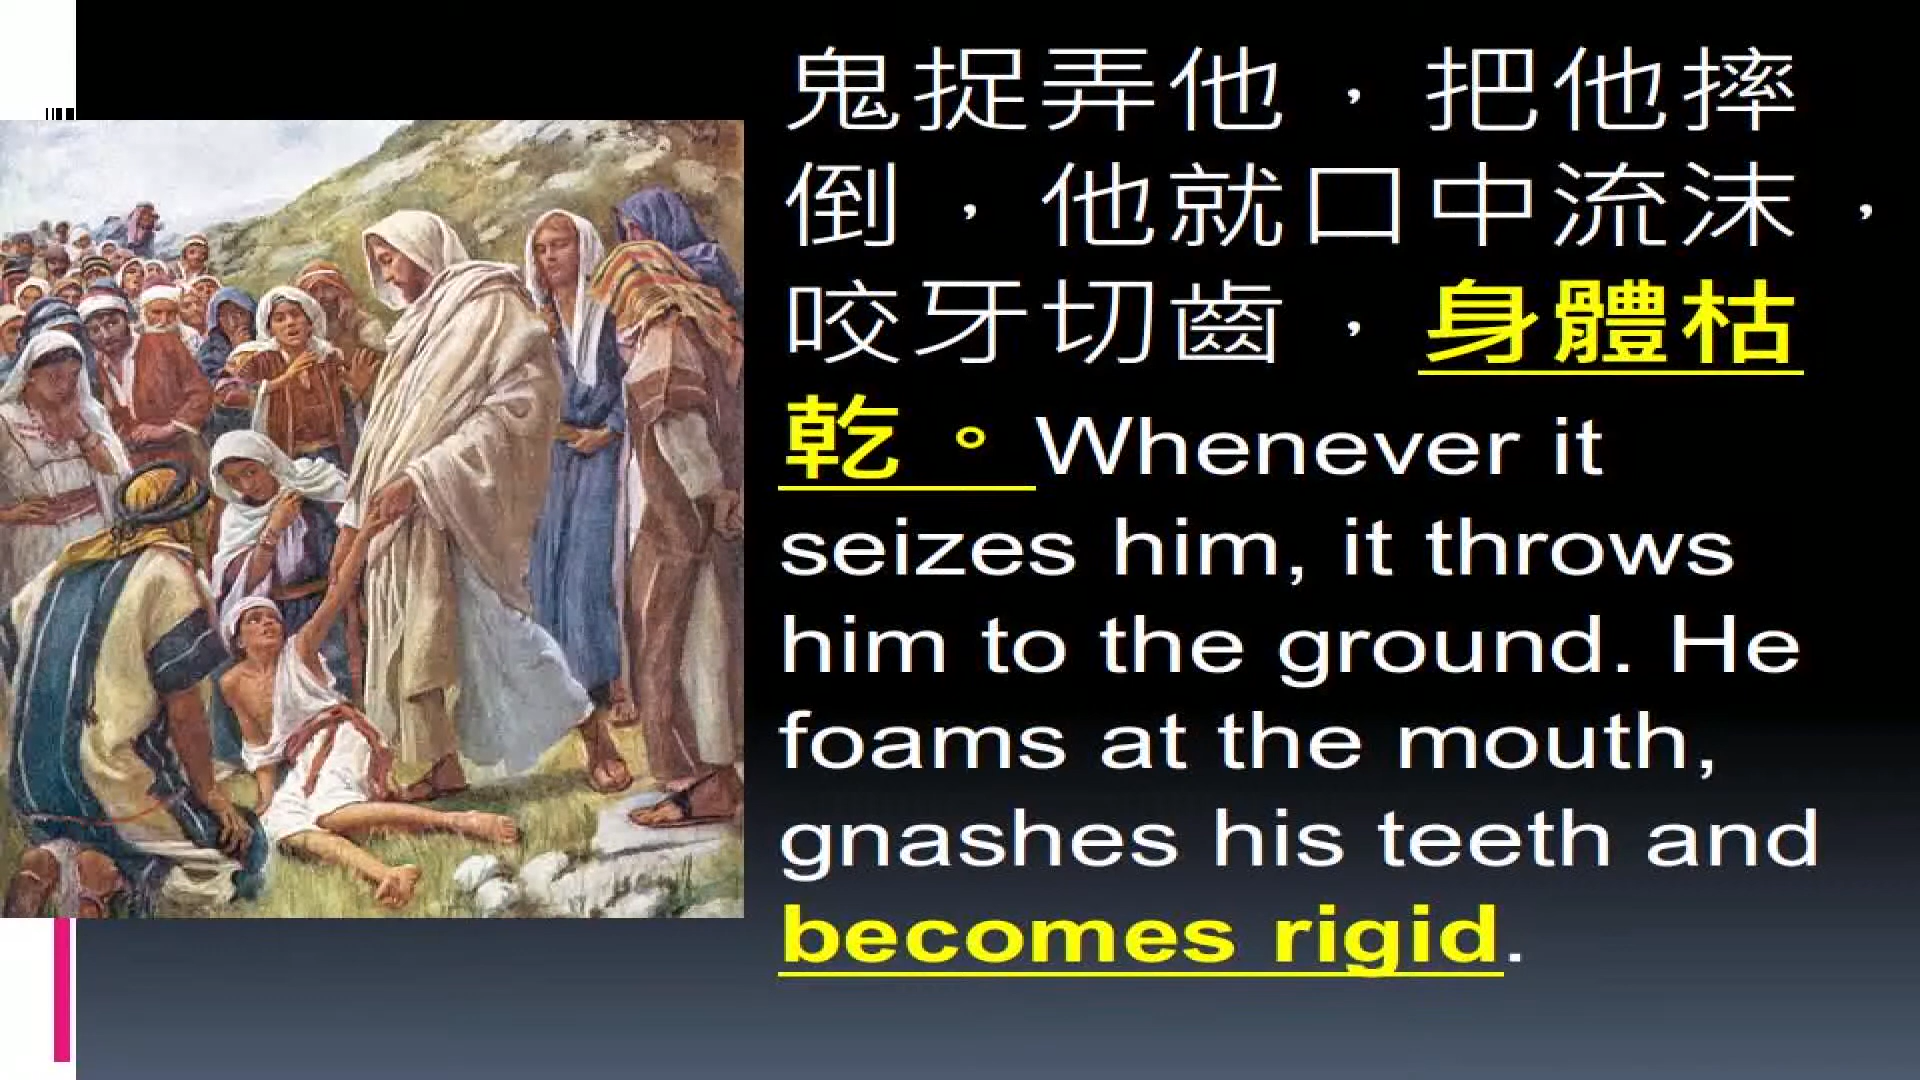 鬼捉弄他，把他摔
倒，他就口中流沫，
咬牙切齒，身體枯
乾。Whenever it
seizes him, it throws
him to the ground. He
foams at the mouth,
gnashes his teeth and
becomes rigid.